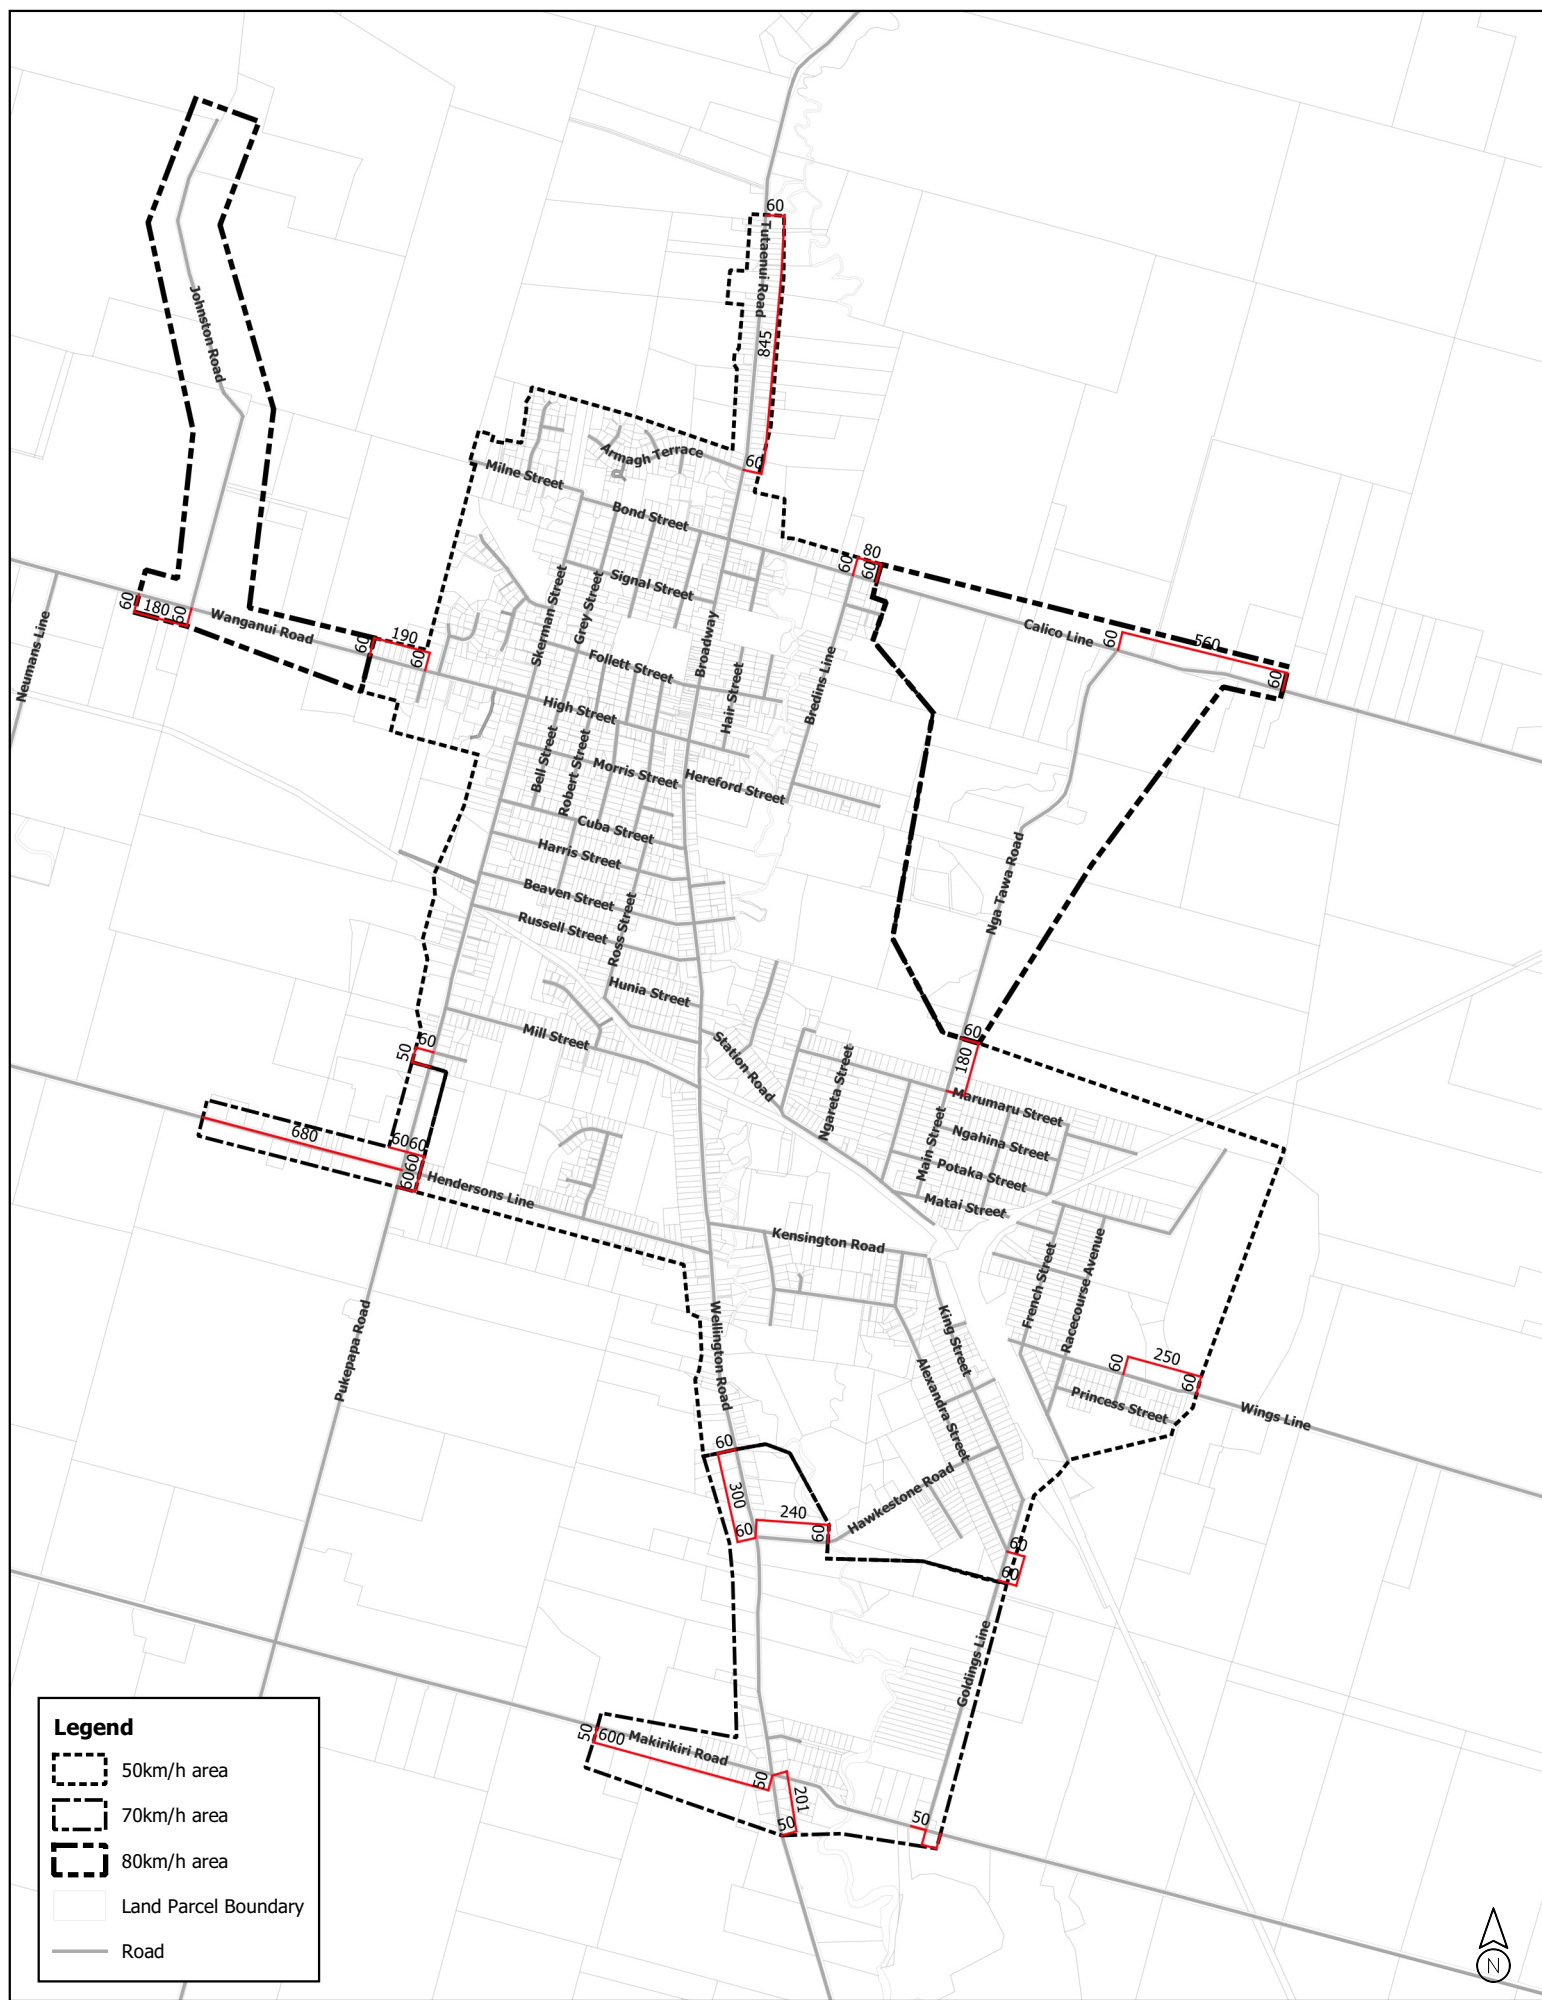 60
Tutaenui Road
845
60
Johnston Road
Armagh Terrace
Milne Street
Bond Street
80
60
60
Signal Street
Skerman Street
Grey Street
Broadway
60
180
60
Wanganui Road
60
190
60
Calico Line
60
560
60
Neumans Line
Follett Street
Hair Street
Bredins Line
High Street
Bell Street
Robert Street
Morris Street
Hereford Street
Cuba Street
Harris Street
Beaven Street
Ross Street
Russell Street
Nga Tawa Road
Hunia Street
Mill Street
Station Road
60
50
60
180
Ngareta Street
Marumaru Street
Main Street
Ngahina Street
Potaka Street
Matai Street
680
60
60
60
60
Hendersons Line
Kensington Road
French Street
Racecourse Avenue
Pukepapa Road
Wellington Road
King Street
Alexandra Street
60
250
60
Princess Street
Wings Line
60
300
60
240
60
Hawkestone Road
60
60
Goldings Line
50
600
Makirikiri Road
50
201
50
50
Legend
50km/h area
70km/h area
80km/h area
Land Parcel Boundary
Road
N